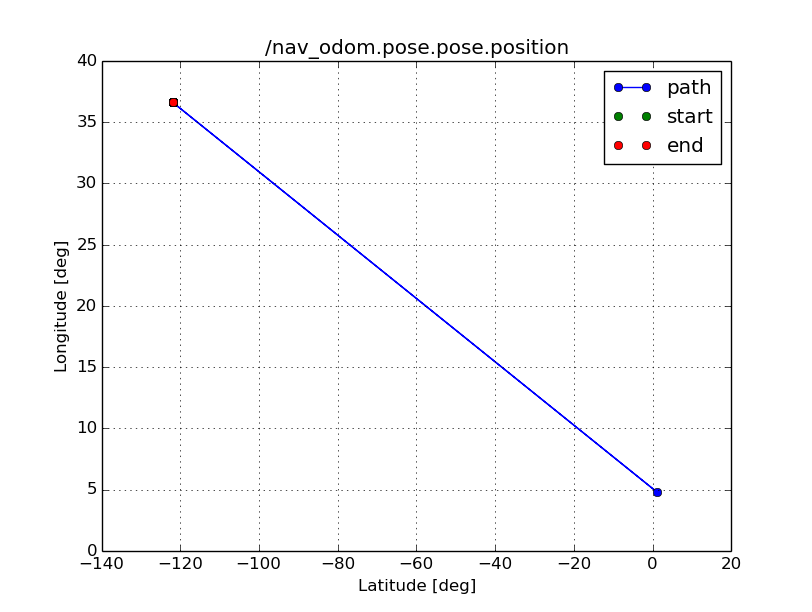 /nav_odom.pose.pose.position
path
start
end
Longitude [deg]
40
35
30
25
20
15
10
5
0
−140 −120 −100 −80 −60 −40 −20 0 20
Latitude [deg]